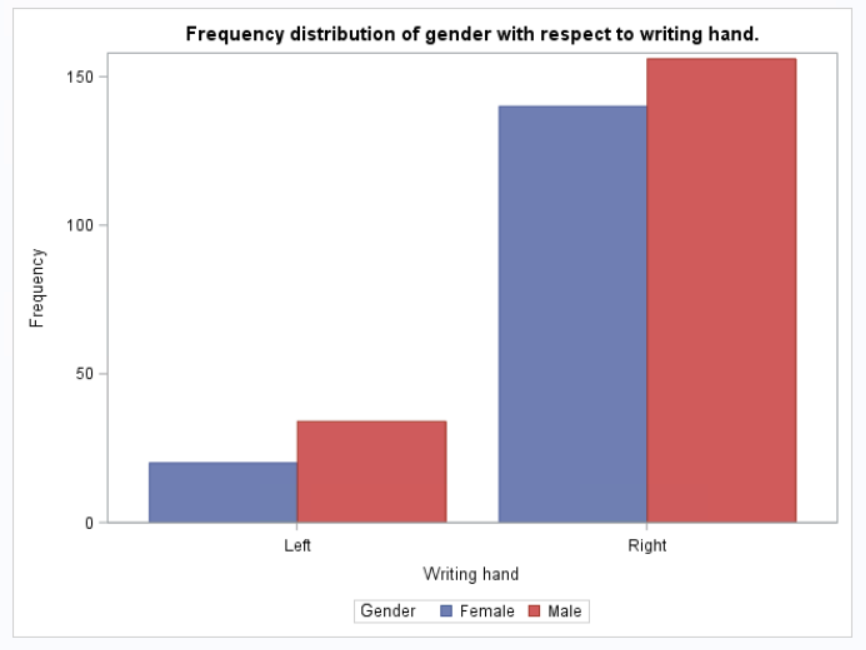 Frequency distribution of gender with respect to writing hand.
150
100
50
0
Frequency
Left Right
Writing hand
Gender Female Male